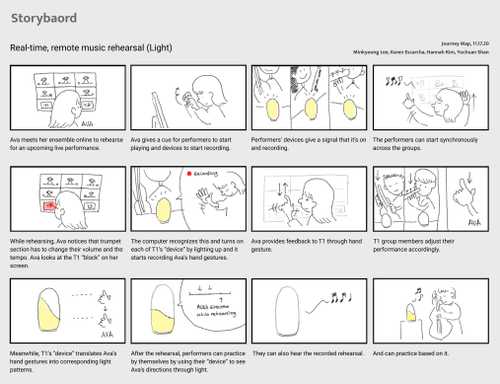 Storybaord
Real-time, remote music rehearsal (Light)
Journey Map, 11.17.20
Minkyoung Lee, Karen Escarcha, Hannah Kim, Yuchuan Shan
AVA
Ava meets her ensemble online to rehearse
for an upcoming live performance.
Ava gives a cue for performers to start
playing and devices to start recording.
Performers' devices give a signal that it's on
and recording.
The performers can start synchronously
across the groups.
Recording
AVA
While rehearsing, Ava notices that trumpet
section has to change their volume and the
tempo. Ava looks at the T1 "block" on her
screen.
The computer recognizes this and turns on
each of T1's "device" by lighting up and it
starts recording Ava's hand gestures.
Ava provides feedback to T1 through hand
gesture.
T1 group members adjust their
performance accordingly.
AVA
while rehearsing
Meanwhile, T1's "device" translates Ava's
hand gestures into corresponding light
patterns.
After the rehearsal, performers can practice
by themselves by using their "device" to see
Ava's directions through light.
They can also hear the recorded rehearsal.
And can practice based on it.